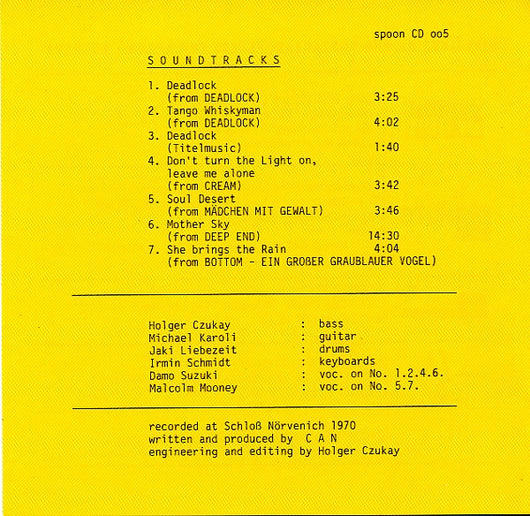 spoon CD oo5
S O U N D T R A C K S
1. Deadlock
(from DEADLOCK) 3:25
2. Tango Whiskyman
(from DEADLOCK) 4:02
3. Deadlock
(Titelmusic) 1:40
4. Don't turn the Light on,
leave me alone
(from CREAM) 3:42
5. Soul Desert
(from MÄDCHEN MIT GEWALT) 3:46
6. Mother Sky
(from DEEP END) 14:30
7. She brings the Rain 4:04
(from BOTTOM - EIN GROßER GRAUBLAUER VOGEL)
Holger Czukay : bass
Michael Karoli : guitar
Jaki Liebezeit : drums
Irmin Schmidt : keyboards
Damo Suzuki : voc. on No. 1.2.4.6.
Malcolm Mooney : voc. on No. 5.7.
recorded at Schloß Nörvenich 1970
written and produced by C A N
engineering and editing by Holger Czukay